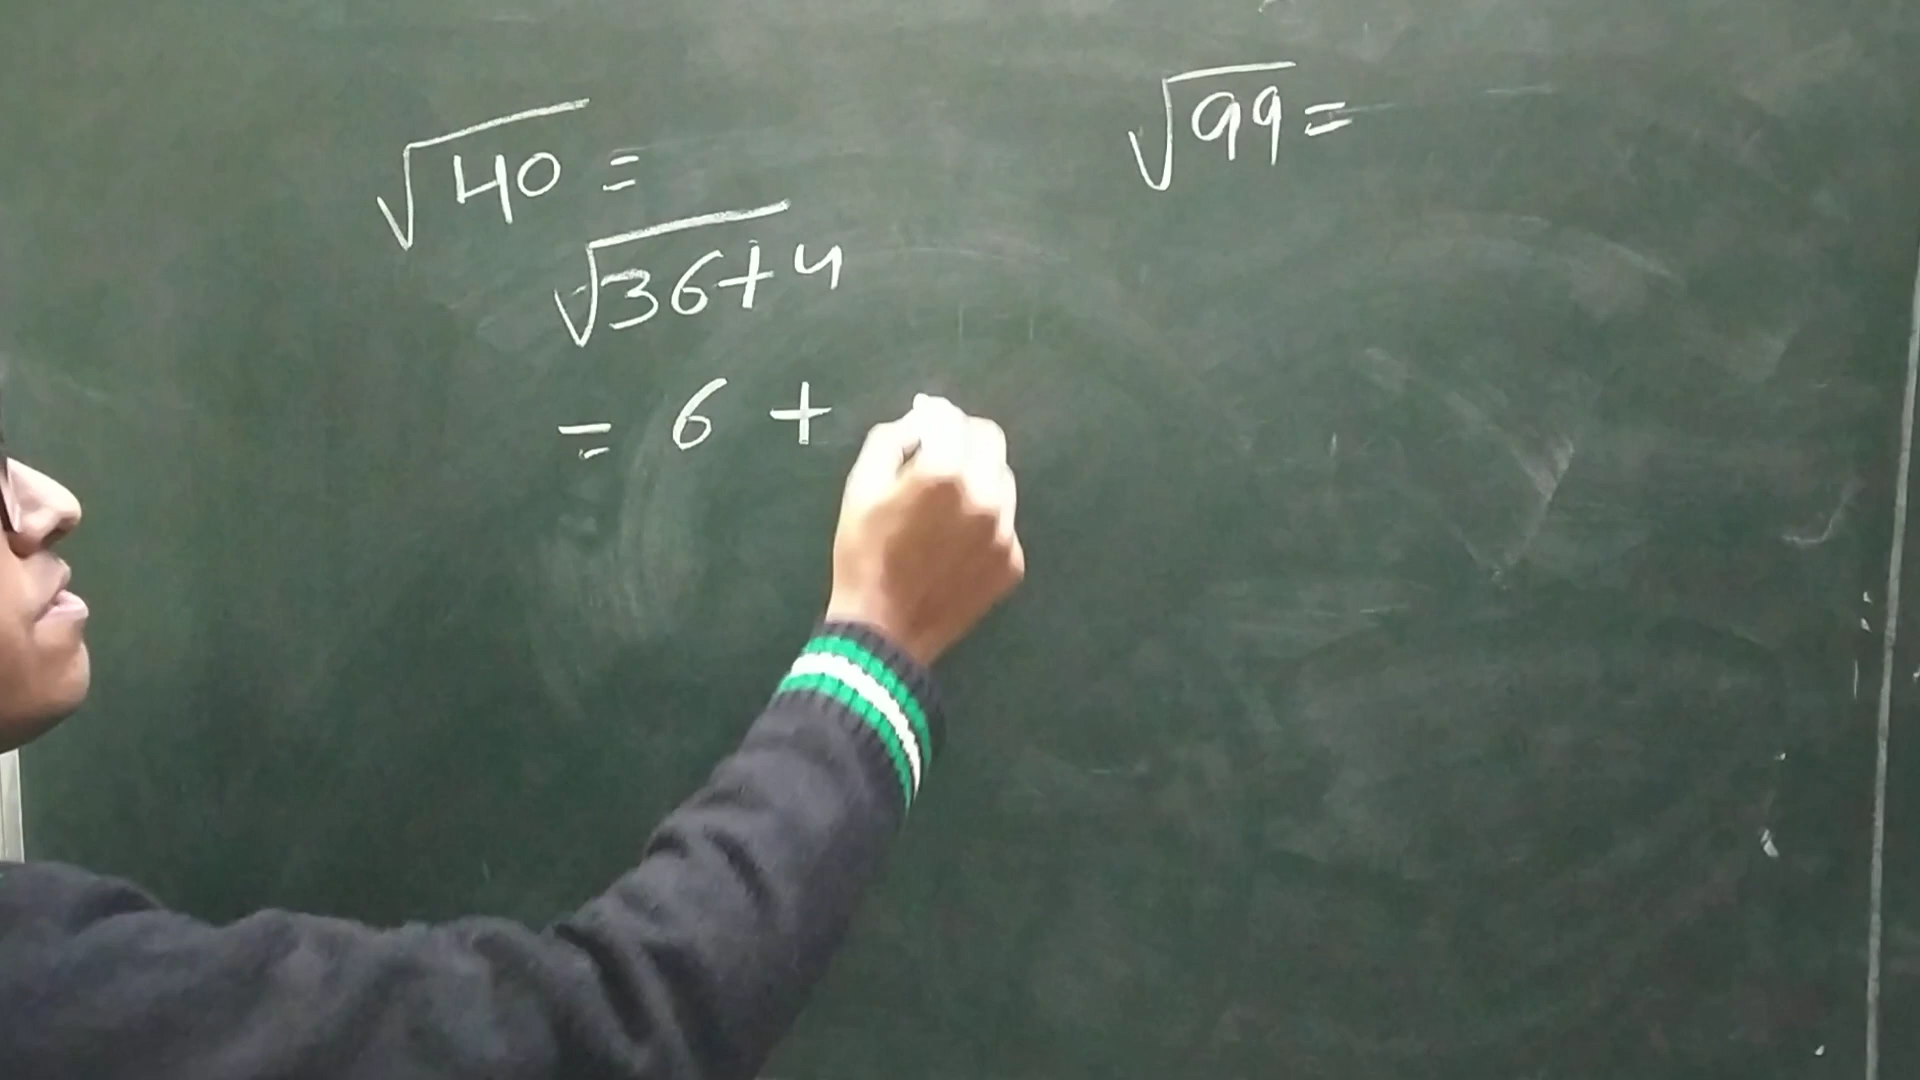 √40 =
√36+4
= 6 +
√99 =